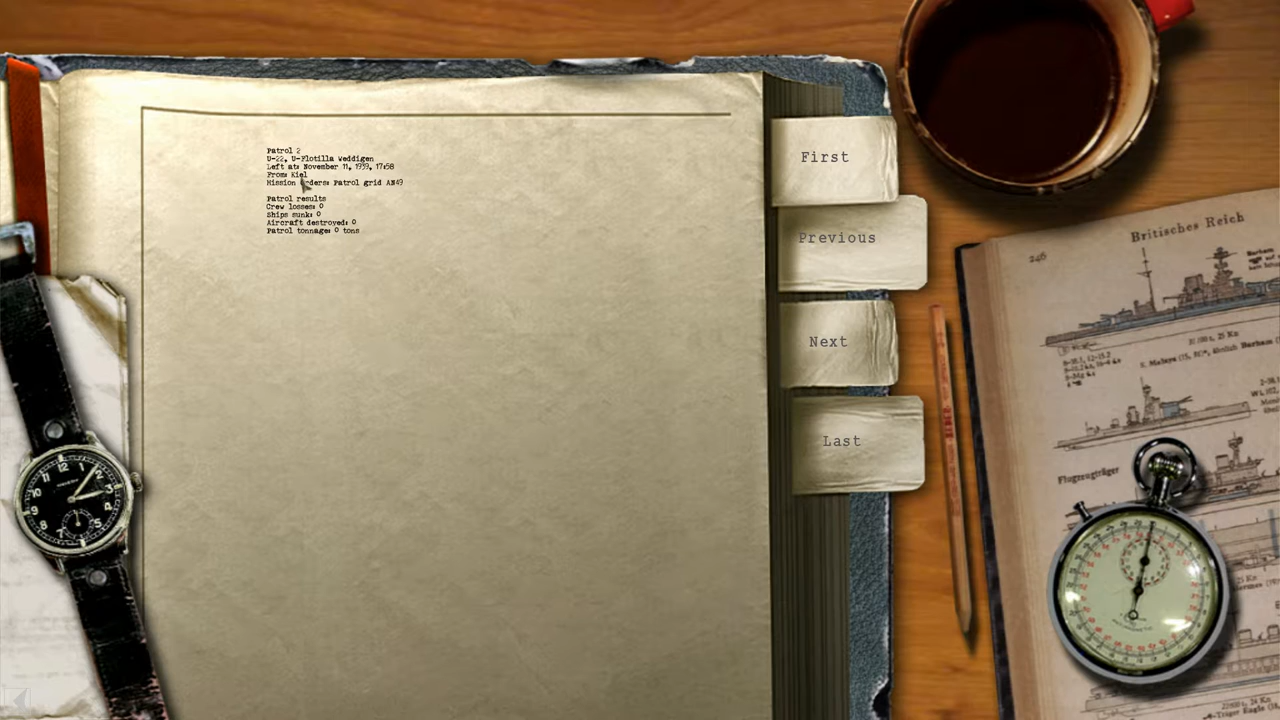 Patrol 2
U-22, U-Flotilla Weddigen
Left at: November 11, 1939, 17:58
From: Kiel
Mission Orders: Patrol grid AN49
Patrol results
Crew losses: 0
Ships sunk: 0
Aircraft destroyed: 0
Patrol tonnage: 0 tons
First
Previous
Next
Last
246
Britisches Reich
Barham
Flugzeugträger